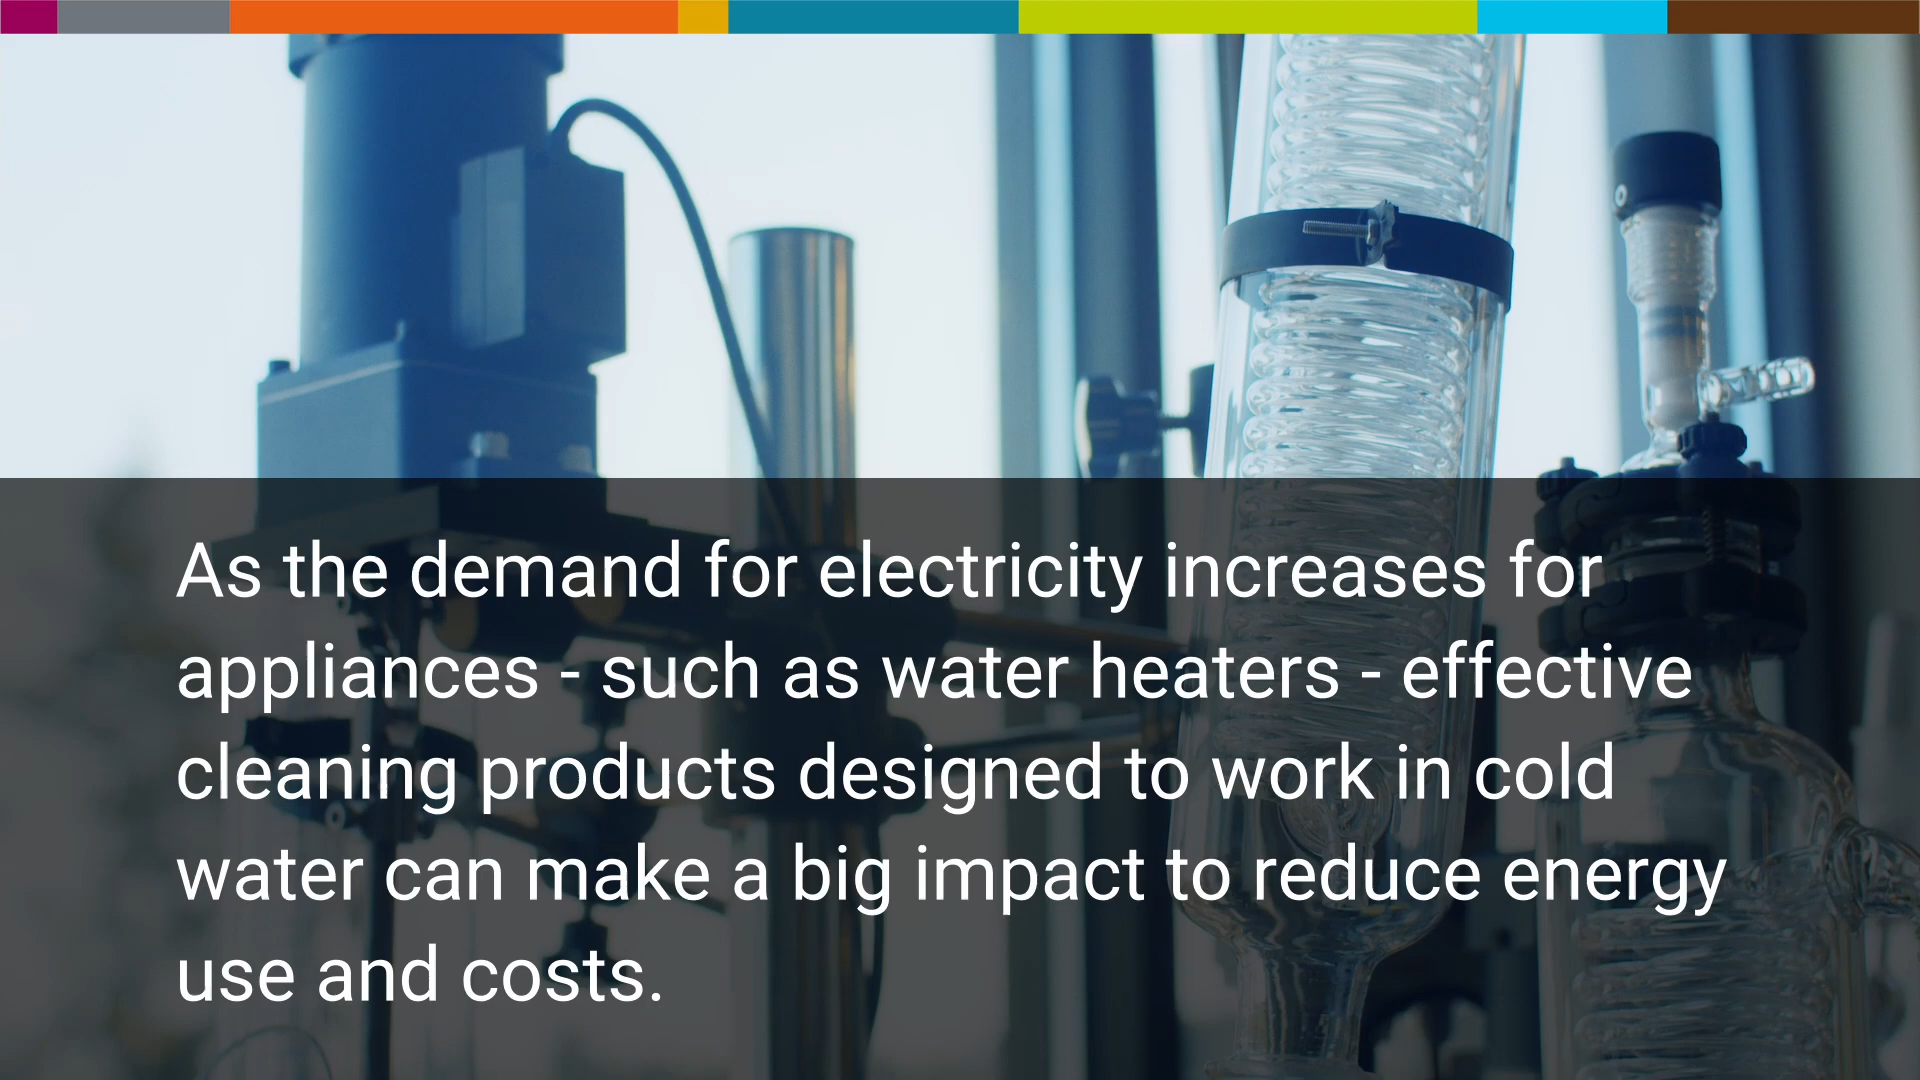 As the demand for electricity increases for
appliances - such as water heaters - effective
cleaning products designed to work in cold
water can make a big impact to reduce energy
use and costs.